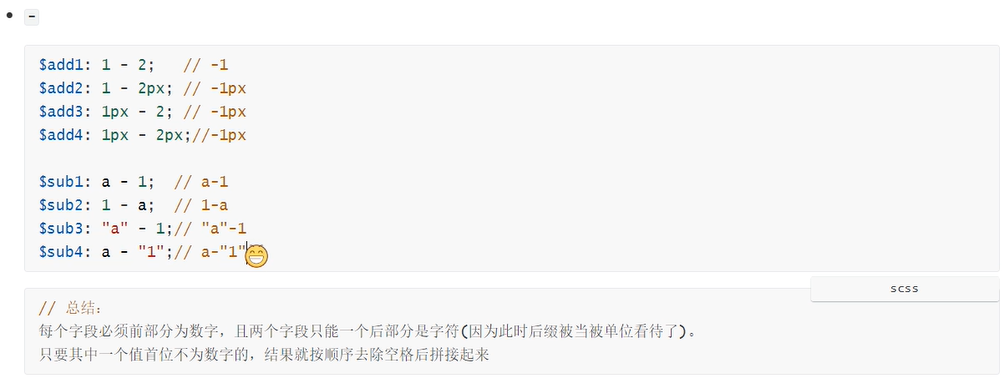 -
$add1: 1 - 2;   // -1
$add2: 1 - 2px; // -1px
$add3: 1px - 2; // -1px
$add4: 1px - 2px;//-1px
$sub1: a - 1;  // a-1
$sub2: 1 - a;  // 1-a
$sub3: "a" - 1;// "a"-1
$sub4: a - "1";// a-"1"
scss
// 总结:
每个字段必须前部分为数字，且两个字段只能一个后部分是字符(因为此时后缀被当被单位看待了)。
只要其中一个值首位不为数字的，结果就按顺序去除空格后拼接起来